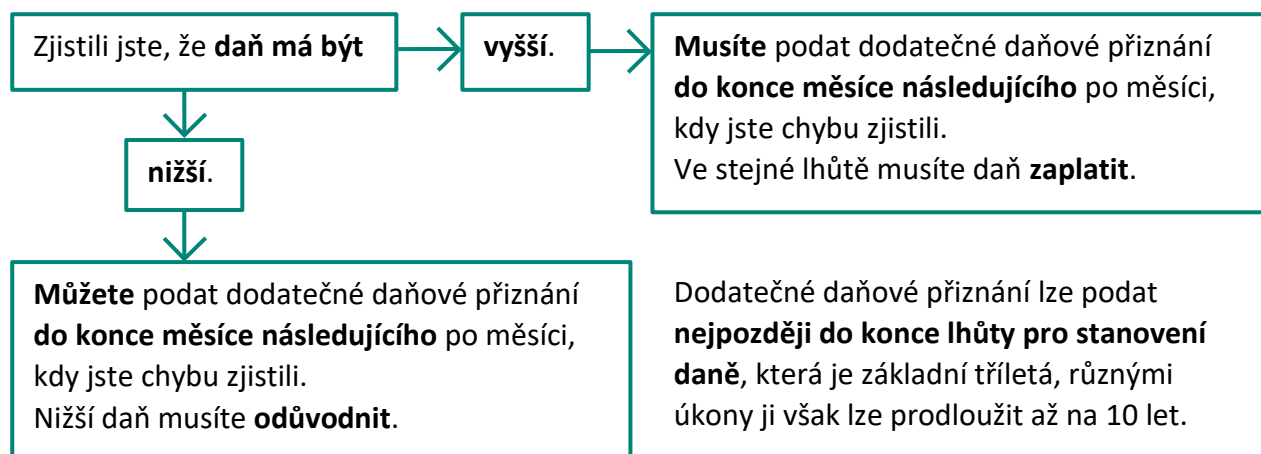 Zjistili jste, že daň má být
vyšší.
Musíte podat dodatečné daňové přiznání
do konce měsíce následujícího po měsíci,
kdy jste chybu zjistili.
Ve stejné lhůtě musíte daň zaplatit.
nižší.
Můžete podat dodatečné daňové přiznání
do konce měsíce následujícího po měsíci,
kdy jste chybu zjistili.
Nižší daň musíte odůvodnit.
Dodatečné daňové přiznání lze podat
nejpozději do konce lhůty pro stanovení
daně, která je základní tříletá, různými
úkony ji však lze prodloužit až na 10 let.